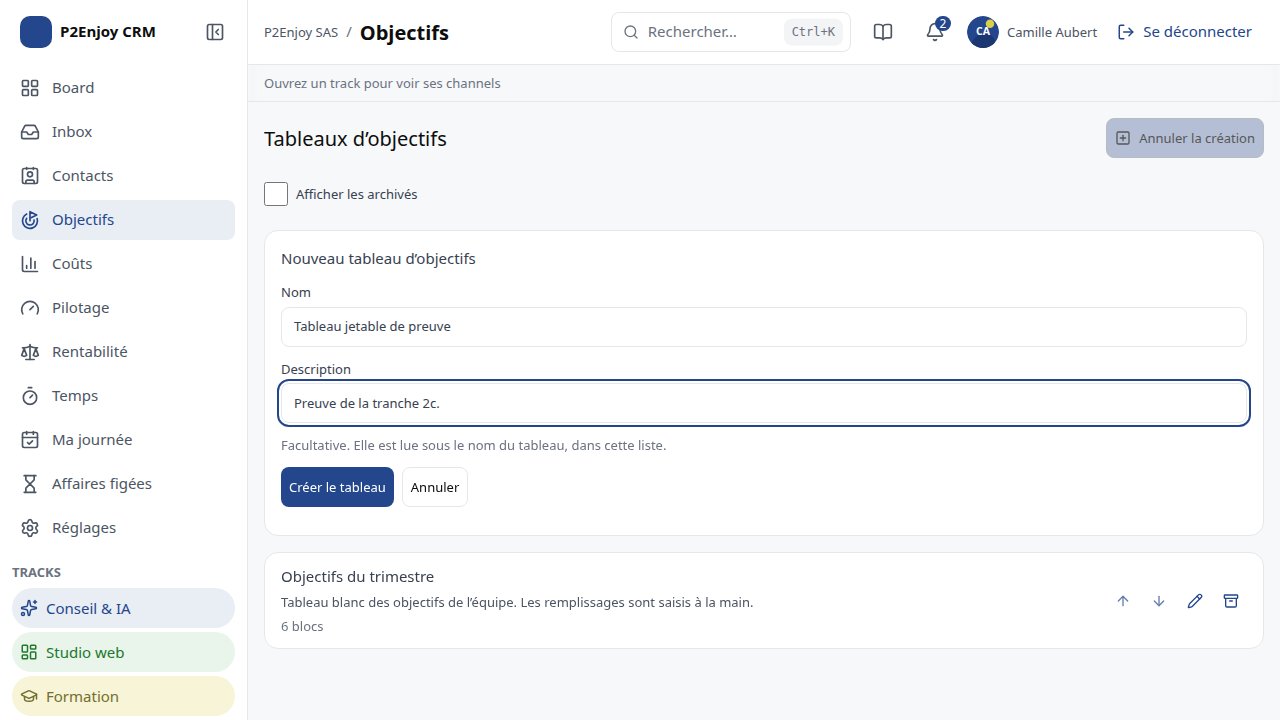 P2Enjoy CRM
Board
Inbox
Contacts
Objectifs
Coûts
Pilotage
Rentabilité
Temps
Ma journée
Affaires figées
Réglages
TRACKS
Conseil & IA
Studio web
Formation
P2Enjoy SAS / Objectifs
Rechercher...
Ctrl+K
2
CA
Camille Aubert
Se déconnecter
Ouvrez un track pour voir ses channels
Tableaux d’objectifs
Annuler la création
Afficher les archivés
Nouveau tableau d’objectifs
Nom
Tableau jetable de preuve
Description
Preuve de la tranche 2c.
Facultative. Elle est lue sous le nom du tableau, dans cette liste.
Créer le tableau
Annuler
Objectifs du trimestre
Tableau blanc des objectifs de l’équipe. Les remplissages sont saisis à la main.
6 blocs